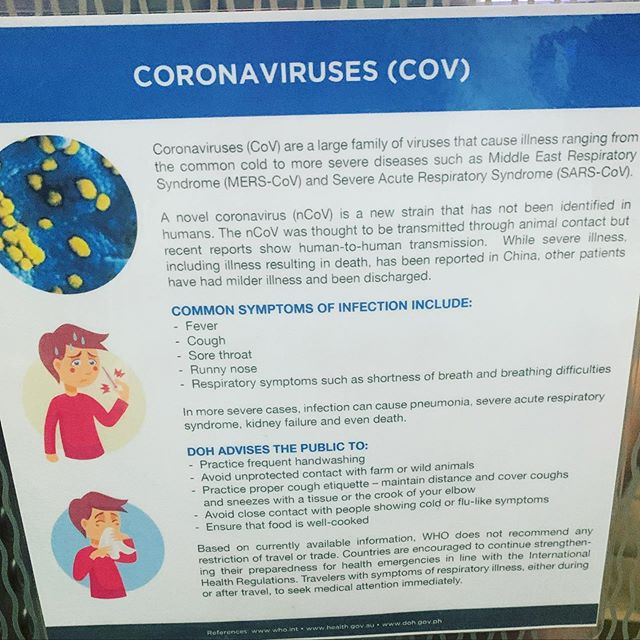 CORONAVIRUSES (COV)
Coronaviruses (CoV) are a large family of viruses that cause illness ranging from
the common cold to more severe diseases such as Middle East Respiratory
Syndrome (MERS-CoV) and Severe Acute Respiratory Syndrome (SARS-CoV).
A novel coronavirus (nCoV) is a new strain that has not been identified in
humans. The nCoV was thought to be transmitted through animal contact but
recent reports show human-to-human transmission. While severe illness,
including illness resulting in death, has been reported in China, other patients
have had milder illness and been discharged.
COMMON SYMPTOMS OF INFECTION INCLUDE:
- Fever
- Cough
- Sore throat
- Runny nose
- Respiratory symptoms such as shortness of breath and breathing difficulties
In more severe cases, infection can cause pneumonia, severe acute respiratory
syndrome, kidney failure and even death.
DOH ADVISES THE PUBLIC TO:
- Practice frequent handwashing
- Avoid unprotected contact with farm or wild animals
- Practice proper cough etiquette – maintain distance and cover coughs
and sneezes with a tissue or the crook of your elbow
- Avoid close contact with people showing cold or flu-like symptoms
- Ensure that food is well-cooked
Based on currently available information, WHO does not recommend any
restriction of travel or trade. Countries are encouraged to continue strengthen-
ing their preparedness for health emergencies in line with the International
Health Regulations. Travelers with symptoms of respiratory illness, either during
or after travel, to seek medical attention immediately.
References: www.who.int • www.health.gov.au • www.doh.gov.ph